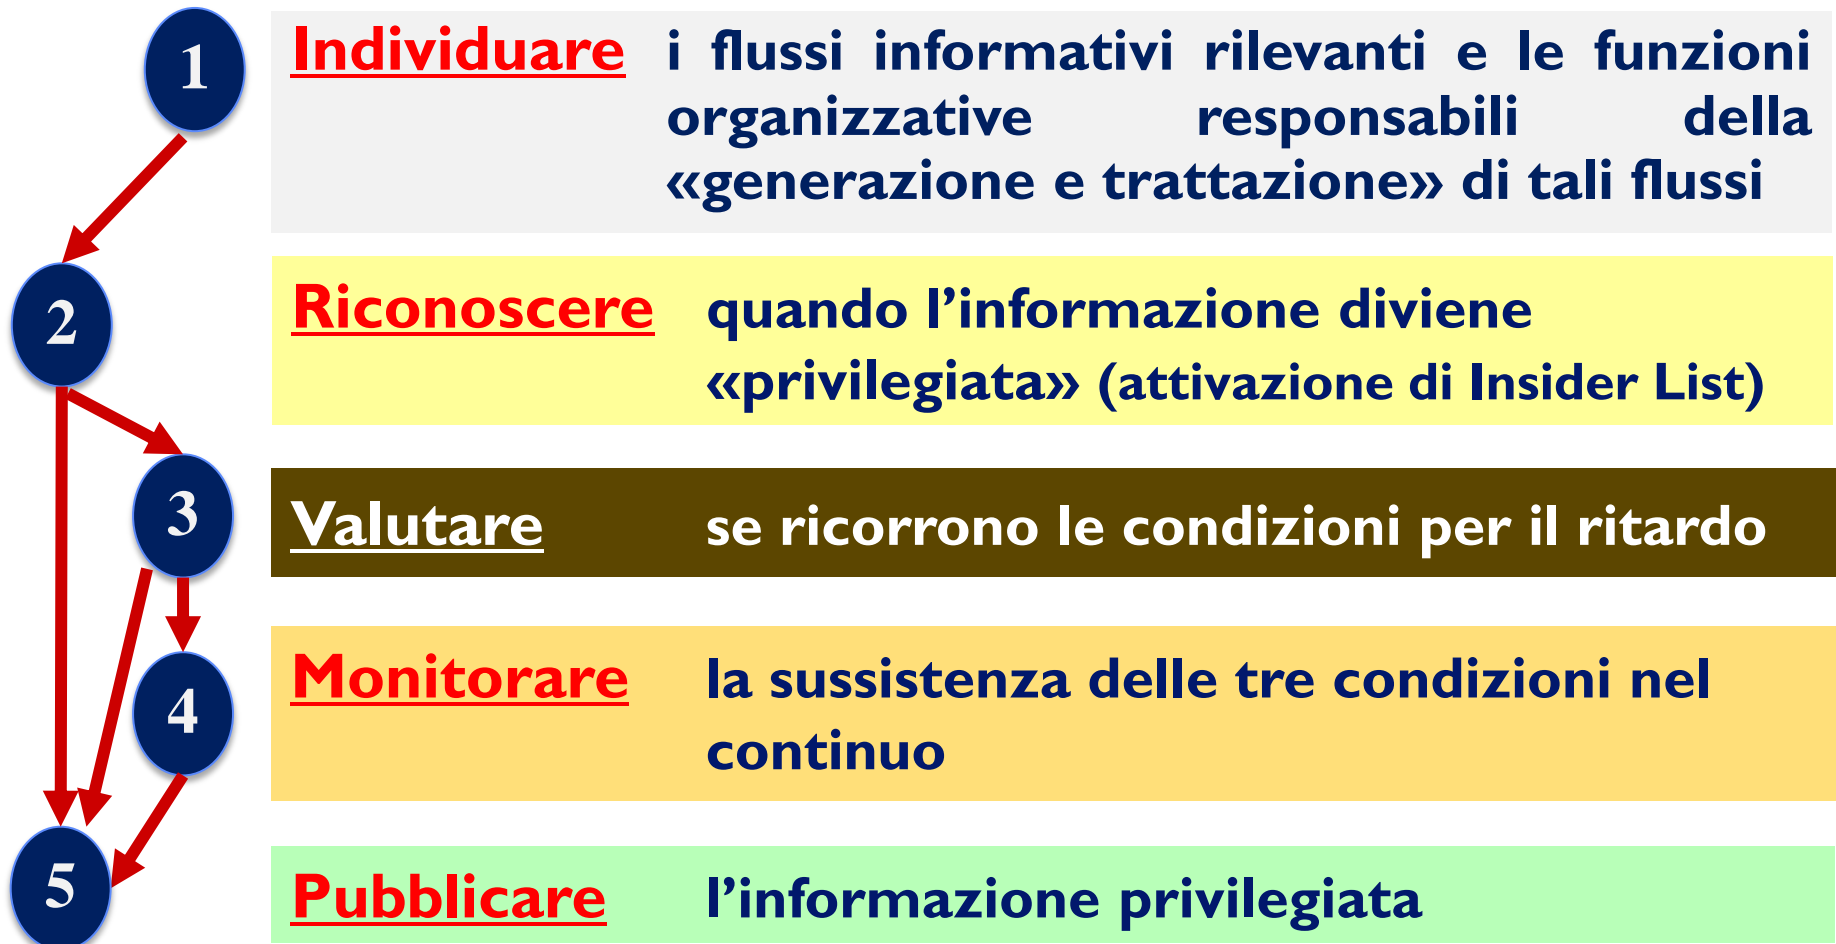 1
Individuare i flussi informativi rilevanti e le funzioni
organizzative responsabili della
«generazione e trattazione» di tali flussi
2
Riconoscere quando l’informazione diviene
«privilegiata» (attivazione di Insider List)
3
Valutare se ricorrono le condizioni per il ritardo
4
Monitorare la sussistenza delle tre condizioni nel
continuo
5
Pubblicare l’informazione privilegiata